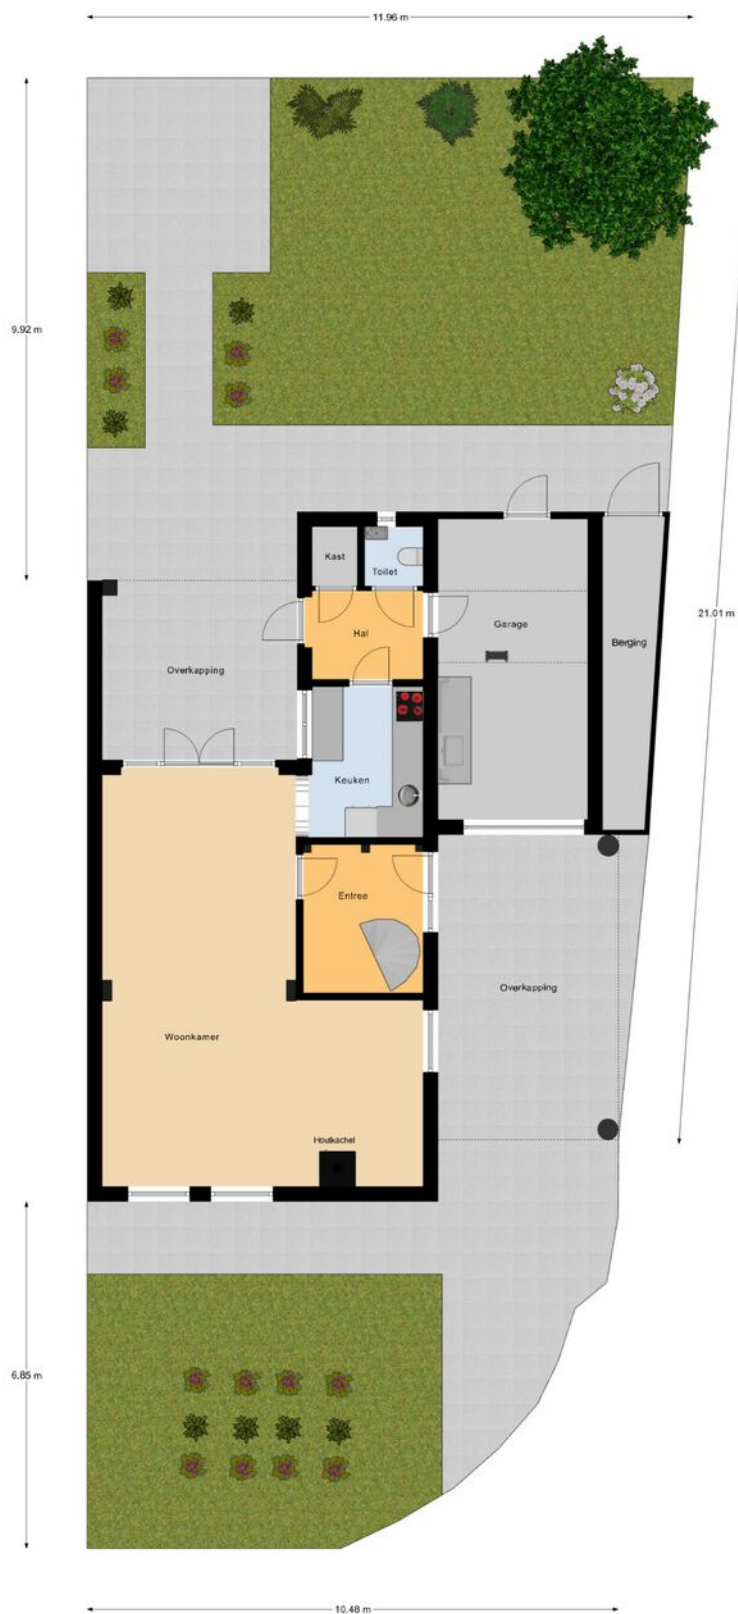 11.96 m
9.92 m
Kast
Toilet
Hal
Garage
21.01 m
Berging
Overkapping
Keuken
Entree
Overkapping
Woonkamer
Houtkachel
6.85 m
10.48 m